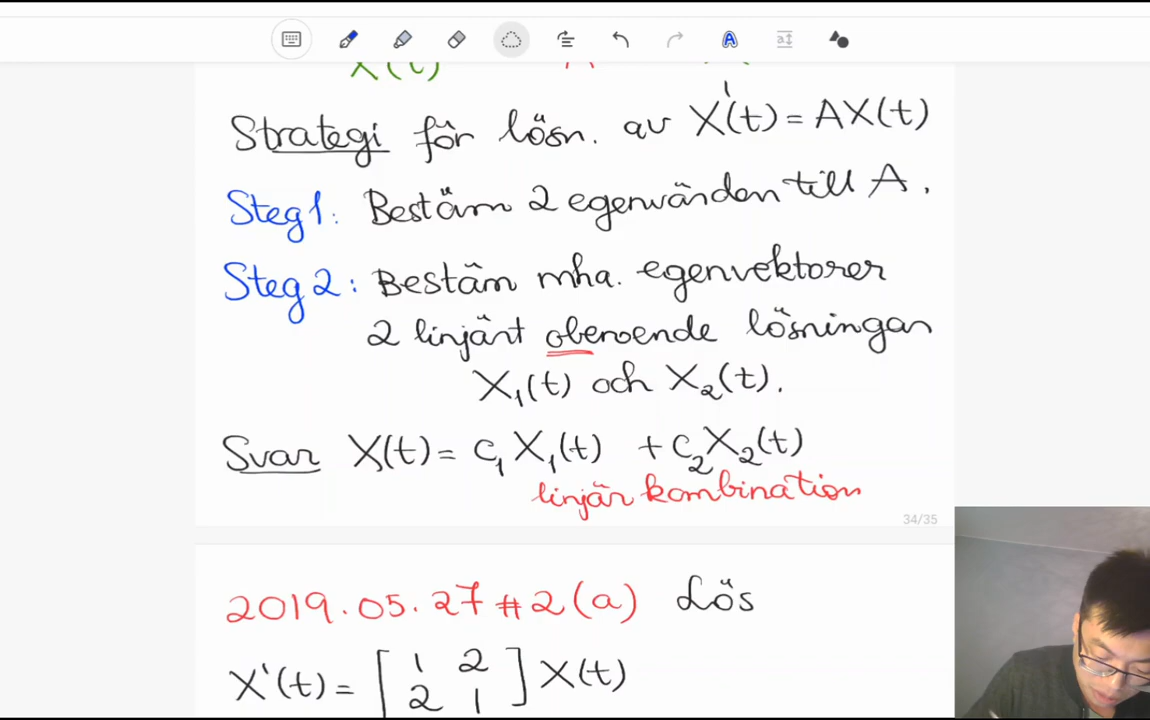 X(t) A
Strategi för lösn. av X'(t) = AX(t)
Steg 1: Bestäm 2 egenvärden till A.
Steg 2: Bestäm mha. egenvektorer
2 linjärt oberoende lösningar
X₁(t) och X₂(t).
Svar X(t) = C₁X₁(t) + C₂X₂(t)
linjär kombination
34/35
2019.05.27 #2(a) Lös
X'(t) = [ 1 2 ] X(t)
2 1